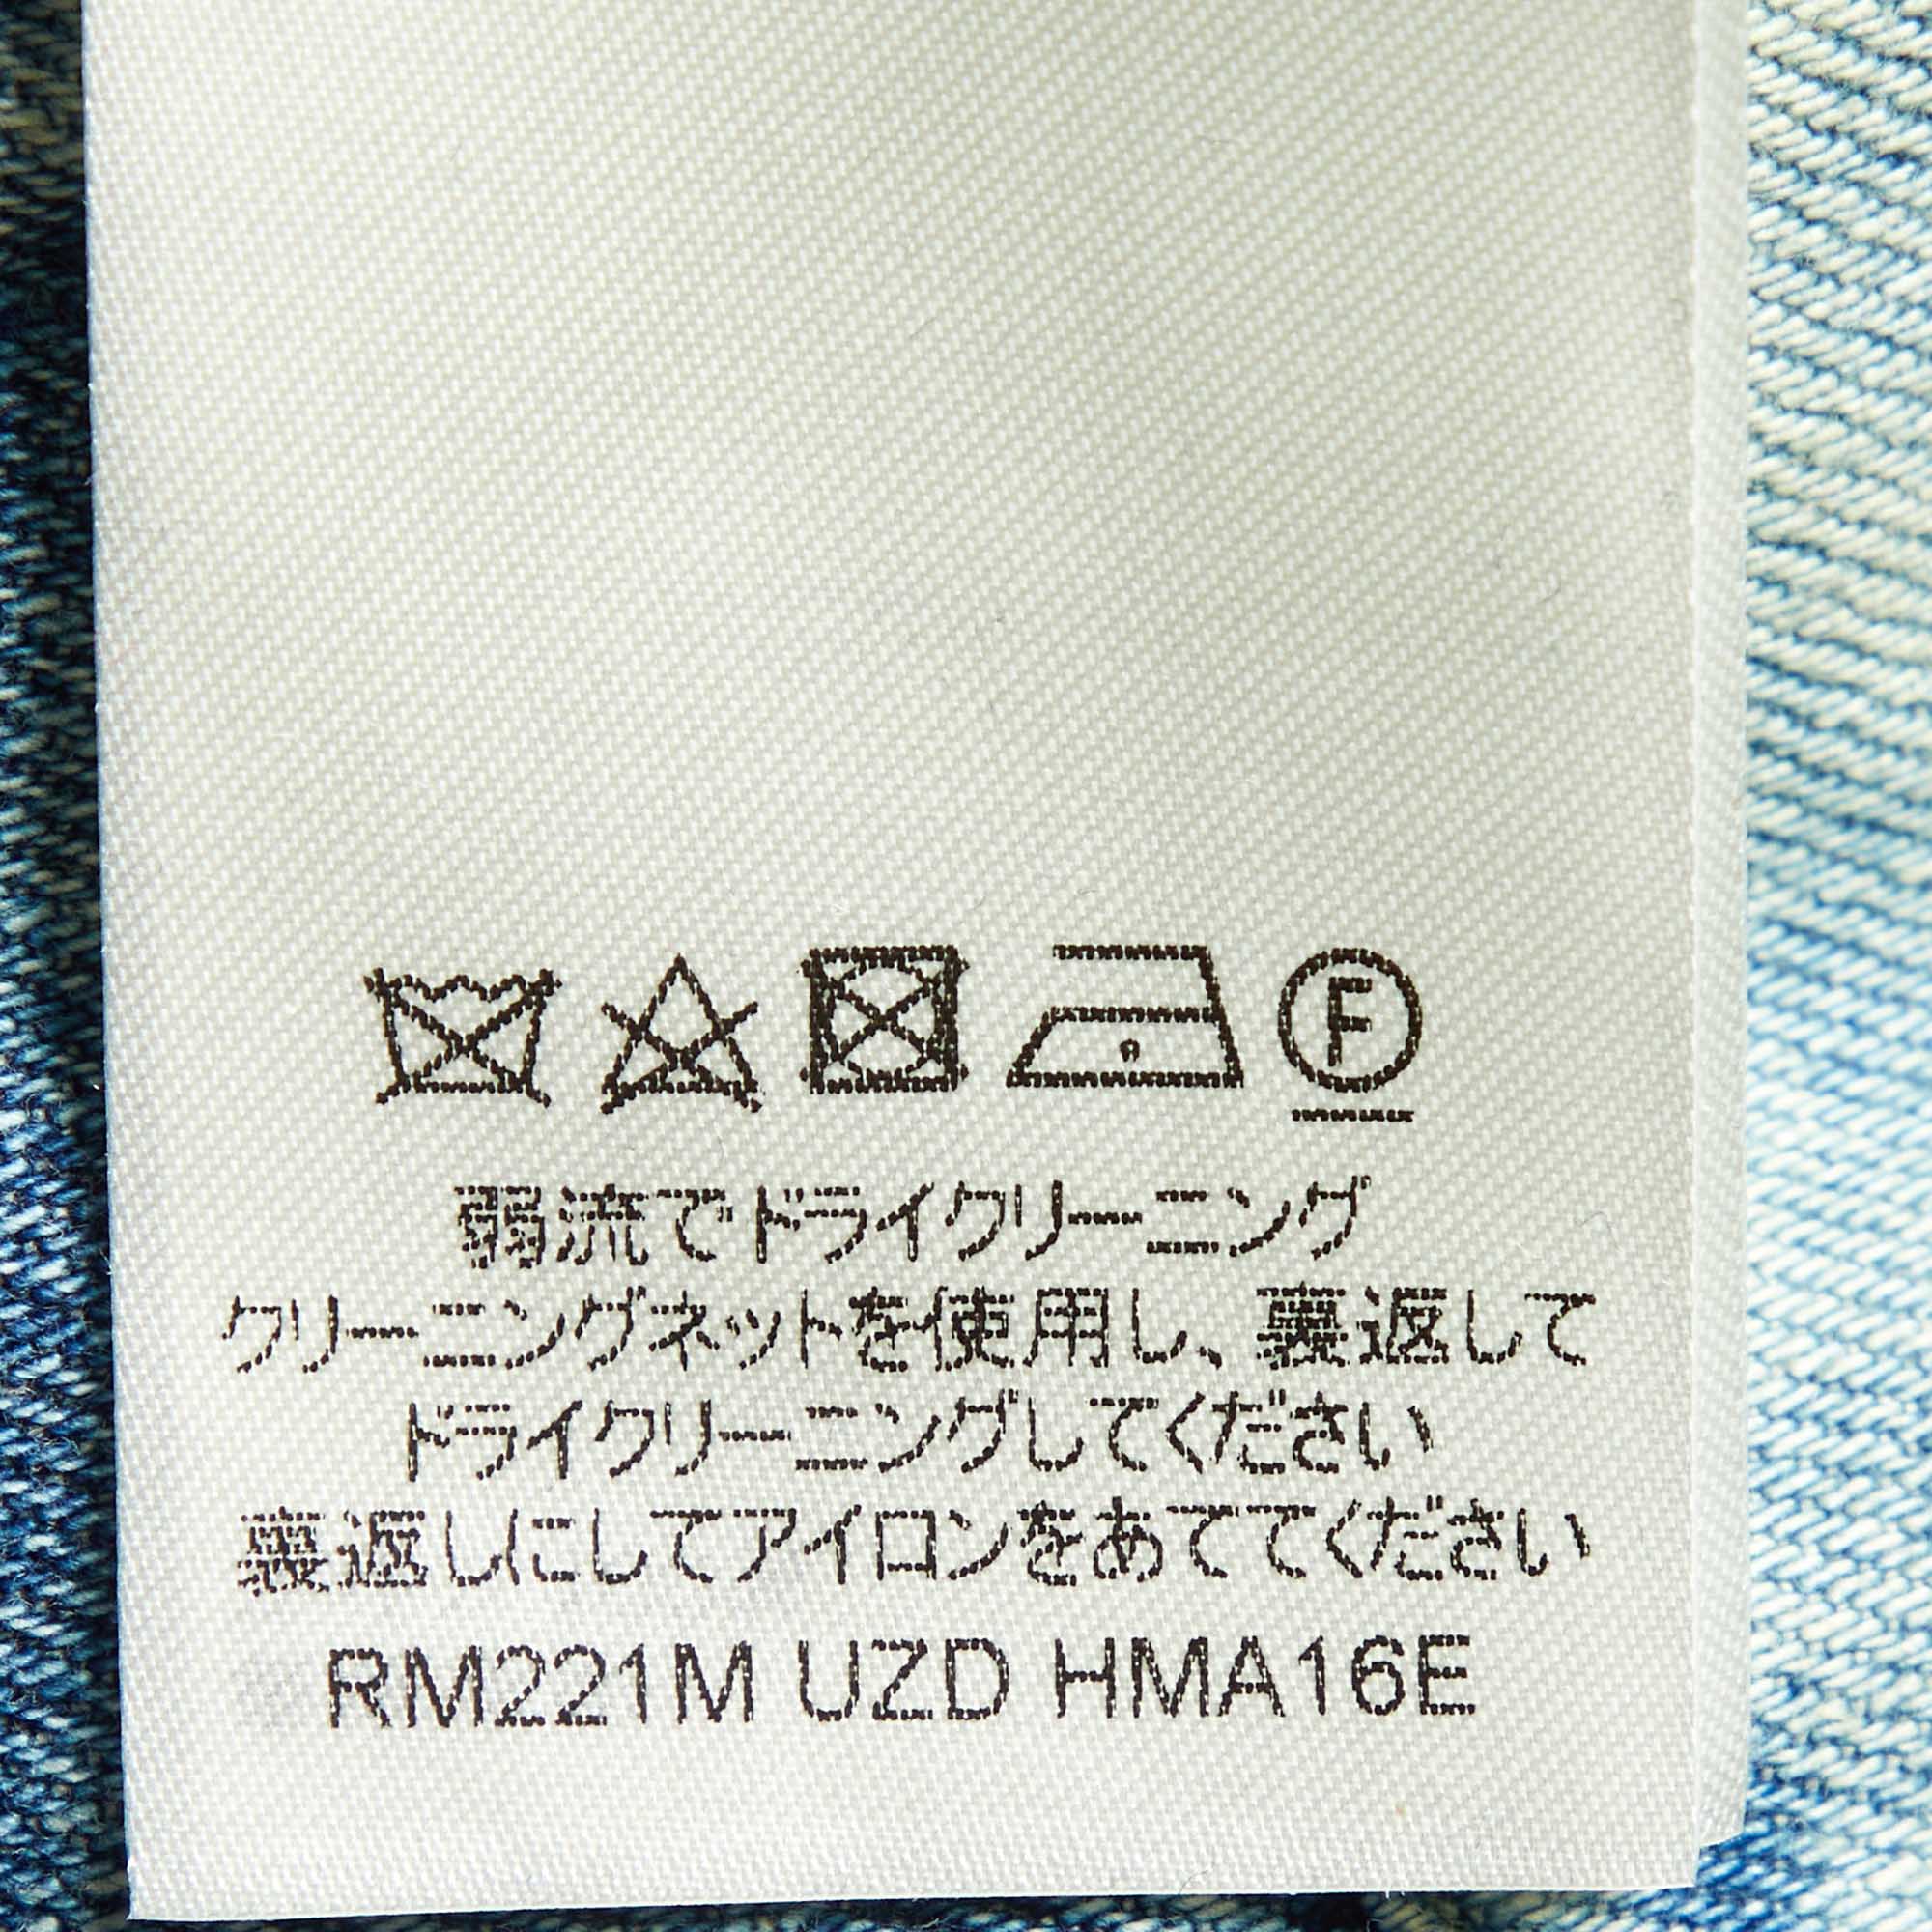 F
弱流でドライクリーニング
クリーニングネットを使用し、裏返して
ドライクリーニングしてください
裏返しにしてアイロンをあててください
RM221M UZD HMA16E